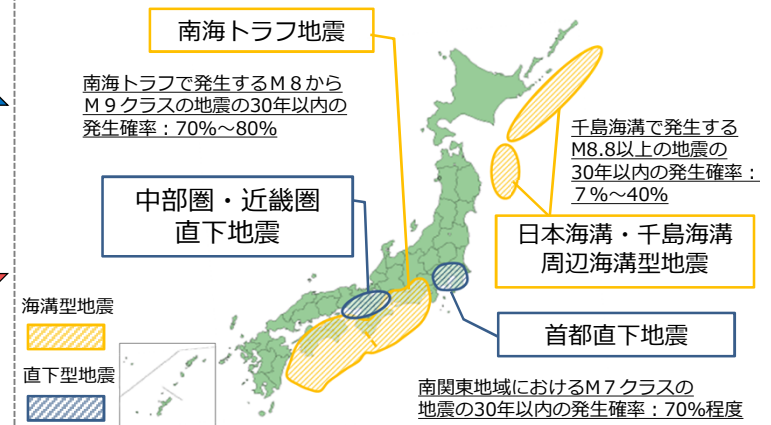 南海トラフ地震
南海トラフで発生するＭ８から
Ｍ９クラスの地震の30年以内の
発生確率：70%～80%
千島海溝で発生する
M8.8以上の地震の
30年以内の発生確率：
７%～40%
中部圏・近畿圏
直下地震
日本海溝・千島海溝
周辺海溝型地震
海溝型地震
首都直下地震
直下型地震
南関東地域におけるＭ７クラスの
地震の30年以内の発生確率：70%程度